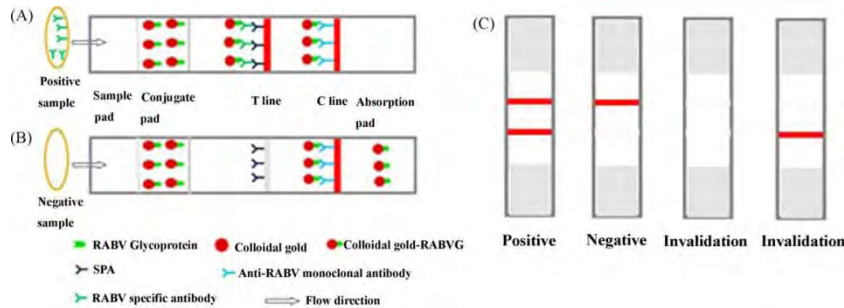 (A)
Positive
sample
Sample
pad
Conjugate
pad
T line
C line
Absorption
pad
(B)
Negative
sample
RABV Glycoprotein
Colloidal gold
Colloidal gold-RABVG
SPA
Anti-RABV monoclonal antibody
RABV specific antibody
Flow direction
(C)
Positive
Negative
Invalidation
Invalidation